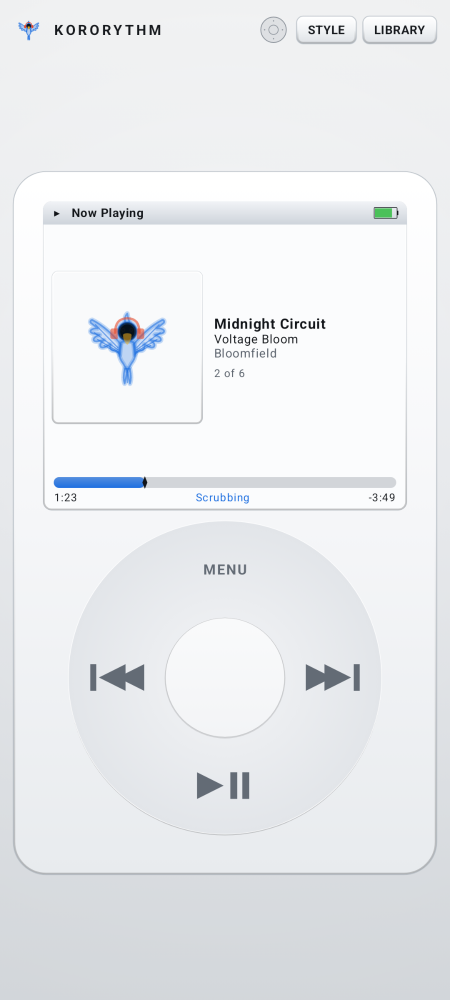 KORORYTHM
STYLE
LIBRARY
Now Playing
Midnight Circuit
Voltage Bloom
Bloomfield
2 of 6
1:23
Scrubbing
-3:49
MENU